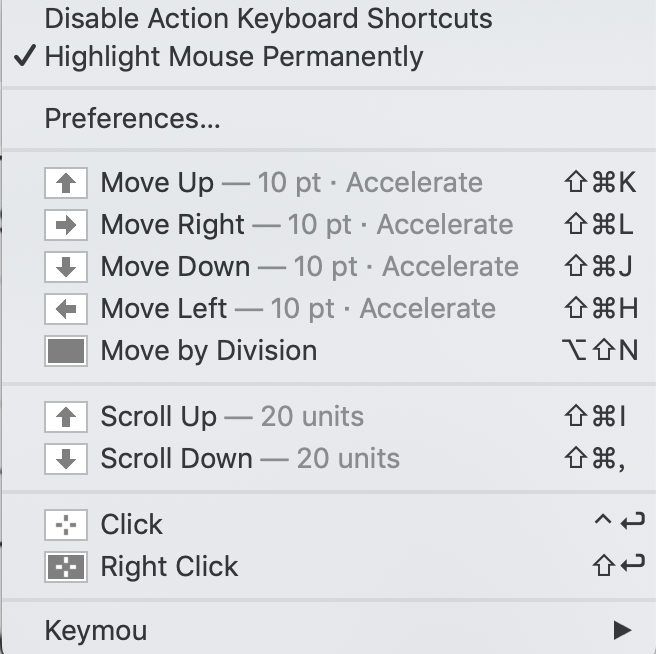 Disable Action Keyboard Shortcuts
✓ Highlight Mouse Permanently
Preferences...
Move Up — 10 pt · Accelerate ⇧⌘K
Move Right — 10 pt · Accelerate ⇧⌘L
Move Down — 10 pt · Accelerate ⇧⌘J
Move Left — 10 pt · Accelerate ⇧⌘H
Move by Division ⌥⇧N
Scroll Up — 20 units ⇧⌘I
Scroll Down — 20 units ⇧⌘,
Click ^↩
Right Click ⇧↩
Keymou ▶